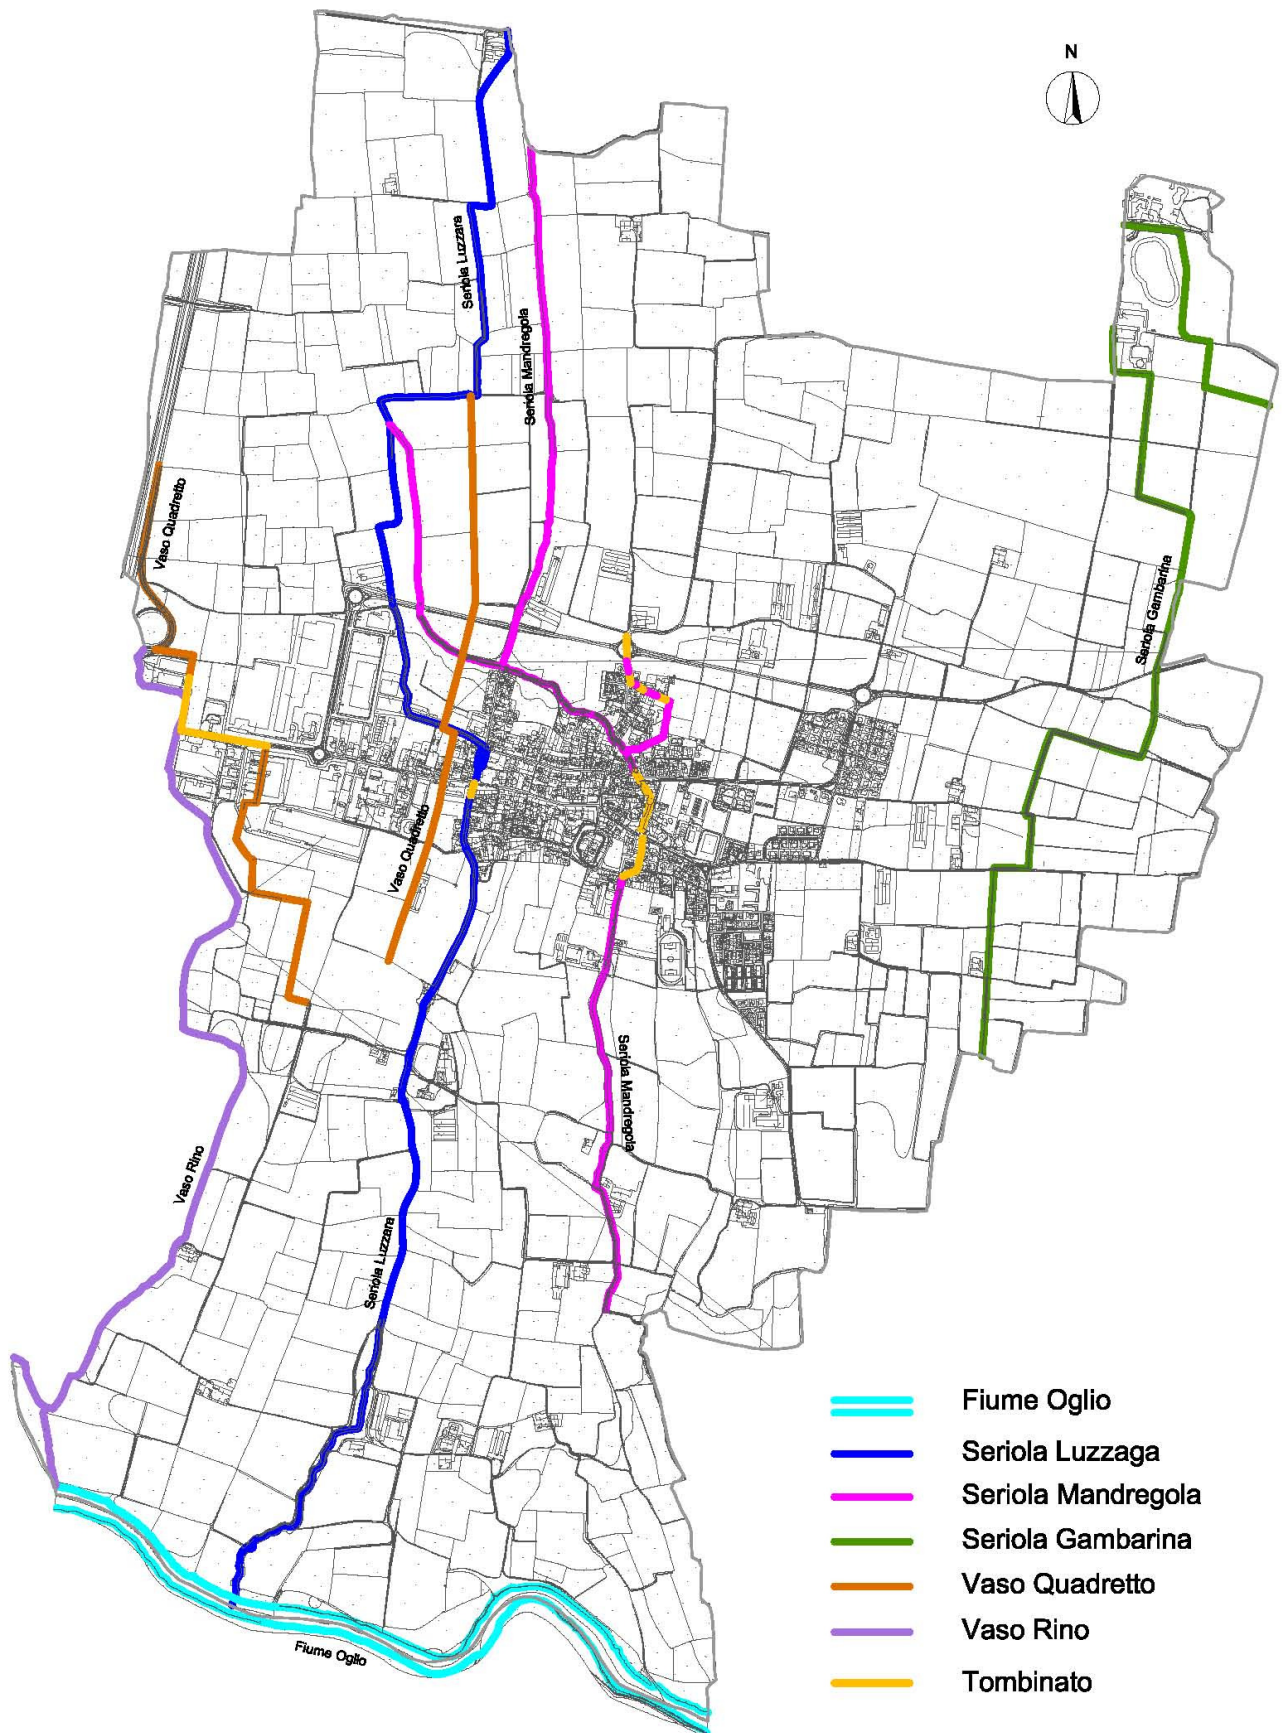 N
Seriola Luzzara
Seriola Mandregola
Vaso Quadretto
Seriola Gambarina
Vaso Quadretto
Seriola Mandregola
Vaso Rino
Seriola Luzzara
Fiume Oglio
Fiume Oglio
Seriola Luzzaga
Seriola Mandregola
Seriola Gambarina
Vaso Quadretto
Vaso Rino
Tombinato